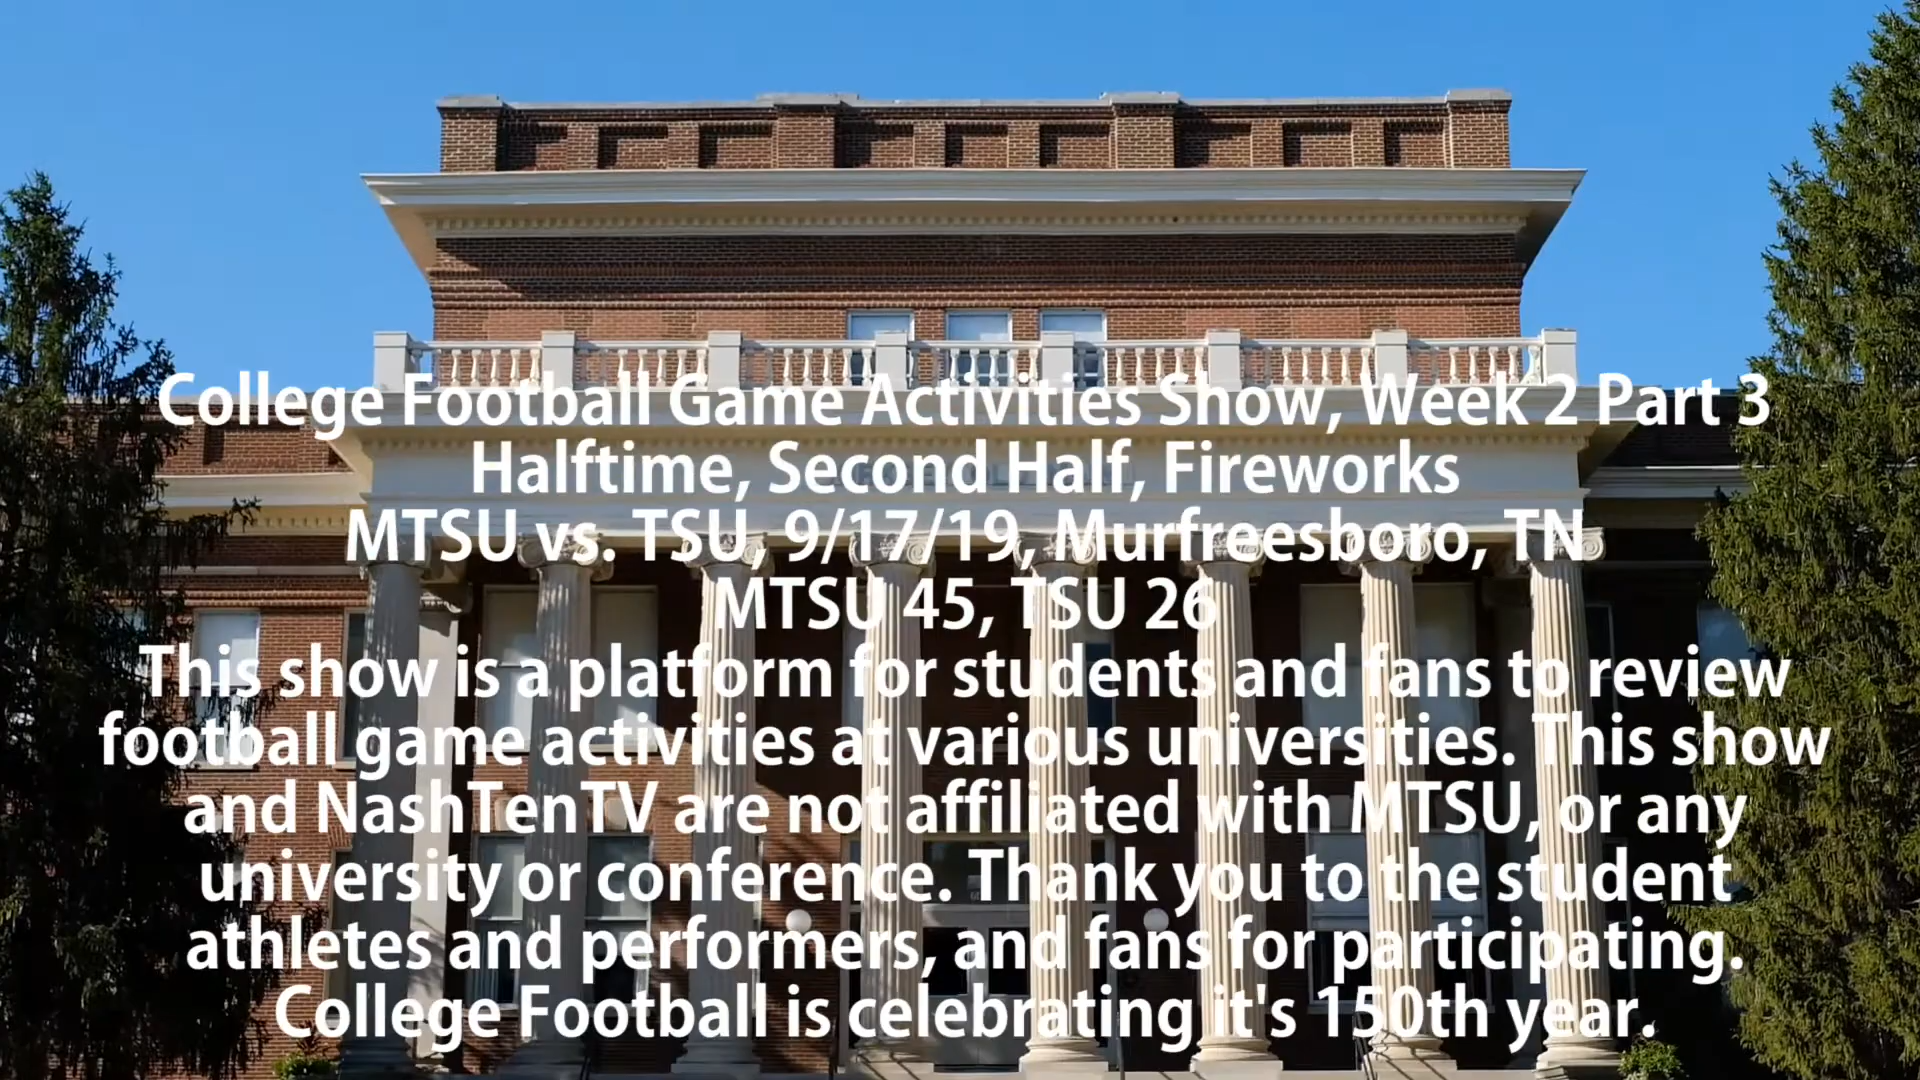 College Football Game Activities Show, Week 2 Part 3
Halftime, Second Half, Fireworks
MTSU vs. TSU, 9/17/19, Murfreesboro, TN
MTSU 45, TSU 26
This show is a platform for students and fans to review
football game activities at various universities. This show
and NashTenTV are not affiliated with MTSU, or any
university or conference. Thank you to the student
athletes and performers, and fans for participating.
College Football is celebrating it's 150th year.